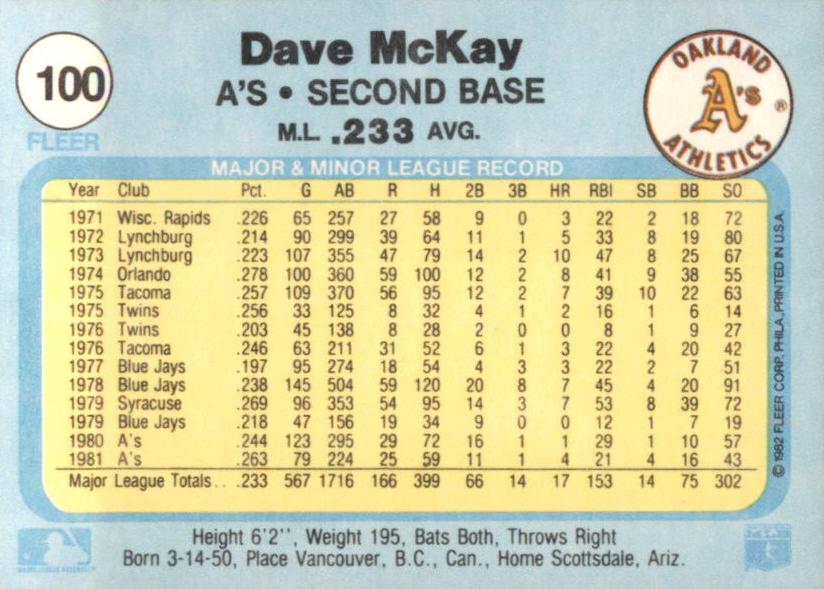 100
FLEER
Dave McKay
A'S • SECOND BASE
M.L. .233 AVG.
OAKLAND
A's ®
ATHLETICS
MAJOR & MINOR LEAGUE RECORD
Year Club Pct. G AB R H 2B 3B HR RBI SB BB SO
1971 Wisc. Rapids .226 65 257 27 58 9 0 3 22 2 18 72
1972 Lynchburg .214 90 299 39 64 11 1 5 33 8 19 80
1973 Lynchburg .223 107 355 47 79 14 2 10 47 8 25 67
1974 Orlando .278 100 360 59 100 12 2 8 41 9 38 55
1975 Tacoma .257 109 370 56 95 12 2 7 39 10 22 63
1975 Twins .256 33 125 8 32 4 1 2 16 1 6 14
1976 Twins .203 45 138 8 28 2 0 0 8 1 9 27
1976 Tacoma .246 63 211 31 52 6 1 3 22 4 20 42
1977 Blue Jays .197 95 274 18 54 4 3 3 22 2 7 51
1978 Blue Jays .238 145 504 59 120 20 8 7 45 4 20 91
1979 Syracuse .269 96 353 54 95 14 3 7 53 8 39 72
1979 Blue Jays .218 47 156 19 34 9 0 0 12 1 7 19
1980 A's .244 123 295 29 72 16 1 1 29 1 10 57
1981 A's .263 79 224 25 59 11 1 4 21 4 16 43
Major League Totals . . .233 567 1716 166 399 66 14 17 153 14 75 302
© 1982 FLEER CORP. PHILA., PRINTED IN U.S.A.
Height 6'2'', Weight 195, Bats Both, Throws Right
Born 3-14-50, Place Vancouver, B.C., Can., Home Scottsdale, Ariz.